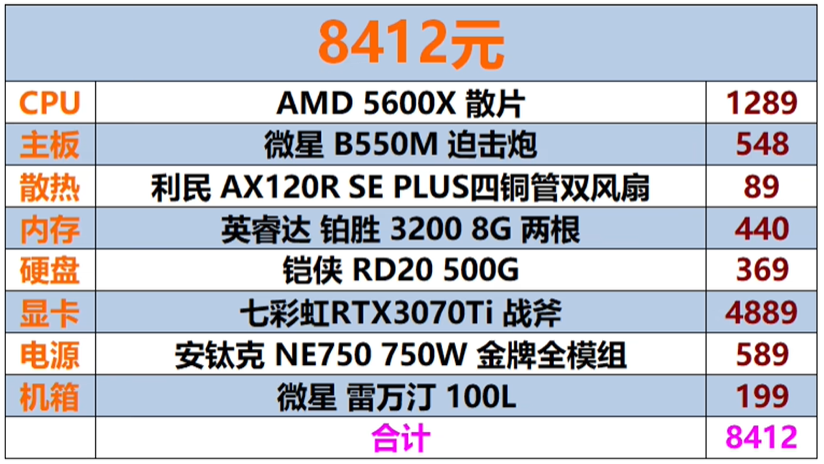 8412元
CPU AMD 5600X 散片 1289
主板 微星 B550M 迫击炮 548
散热 利民 AX120R SE PLUS四铜管双风扇 89
内存 英睿达 铂胜 3200 8G 两根 440
硬盘 铠侠 RD20 500G 369
显卡 七彩虹RTX3070Ti 战斧 4889
电源 安钛克 NE750 750W 金牌全模组 589
机箱 微星 雷万汀 100L 199
合计 8412